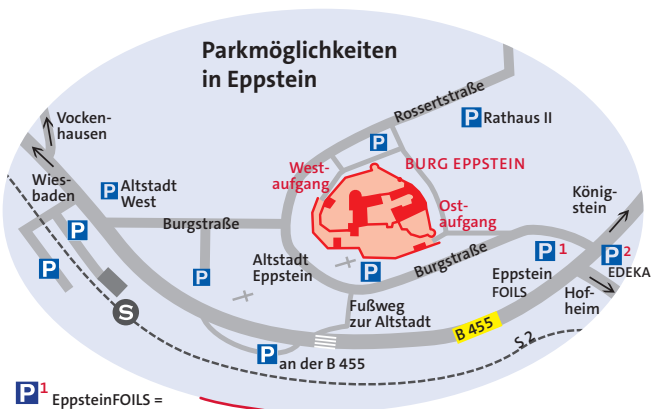 Parkmöglichkeiten
in Eppstein
Rossertstraße
Vocken-
hausen
P
P Rathaus II
West-
aufgang
BURG EPPSTEIN
Wies-
baden
P Altstadt
West
König-
stein
Ost-
aufgang
Burgstraße
P
P
P
Altstadt
Eppstein
P
Burgstraße
P 1
Eppstein
FOILS
P 2
EDEKA
Hof-
heim
S
Fußweg
zur Altstadt
B 455
S 2
P an der B 455
P 1 EppsteinFOILS =